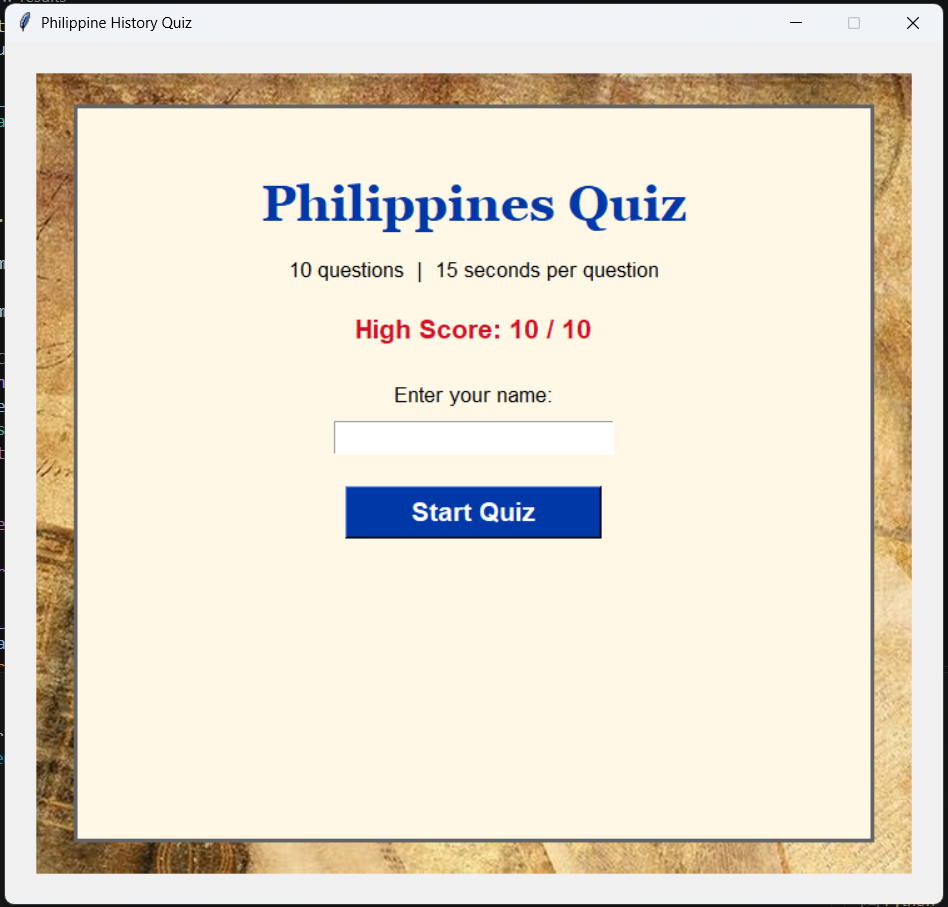 Philippine History Quiz
Philippines Quiz
10 questions | 15 seconds per question
High Score: 10 / 10
Enter your name:
Start Quiz